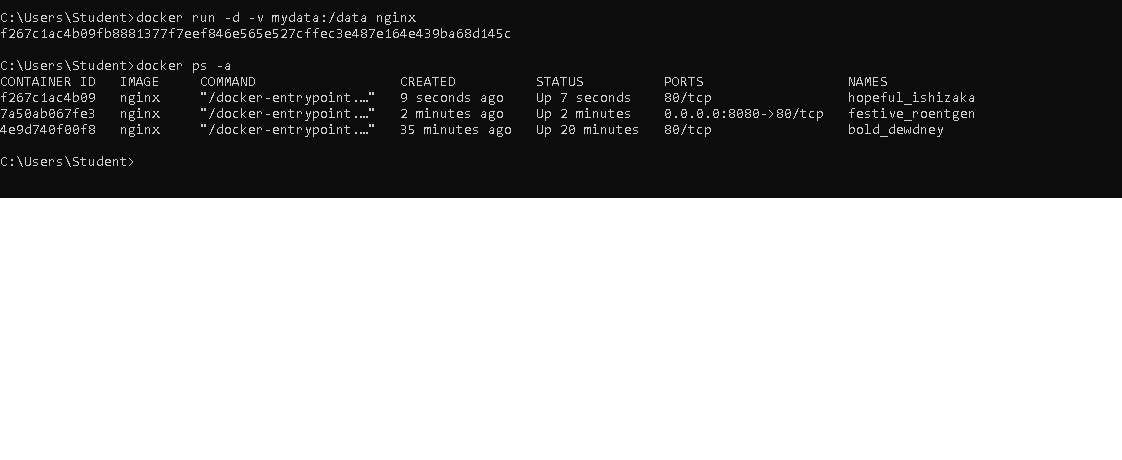 C:\Users\Student>docker run -d -v mydata:/data nginx
f267c1ac4b09fb8881377f7eef846e565e527cffec3e487e164e439ba68d145c
C:\Users\Student>docker ps -a
CONTAINER ID   IMAGE     COMMAND                  CREATED          STATUS          PORTS                  NAMES
f267c1ac4b09   nginx     "/docker-entrypoint.…"   9 seconds ago    Up 7 seconds    80/tcp                 hopeful_ishizaka
7a50ab067fe3   nginx     "/docker-entrypoint.…"   2 minutes ago    Up 2 minutes    0.0.0.0:8080->80/tcp   festive_roentgen
4e9d740f00f8   nginx     "/docker-entrypoint.…"   35 minutes ago   Up 20 minutes   80/tcp                 bold_dewdney
C:\Users\Student>